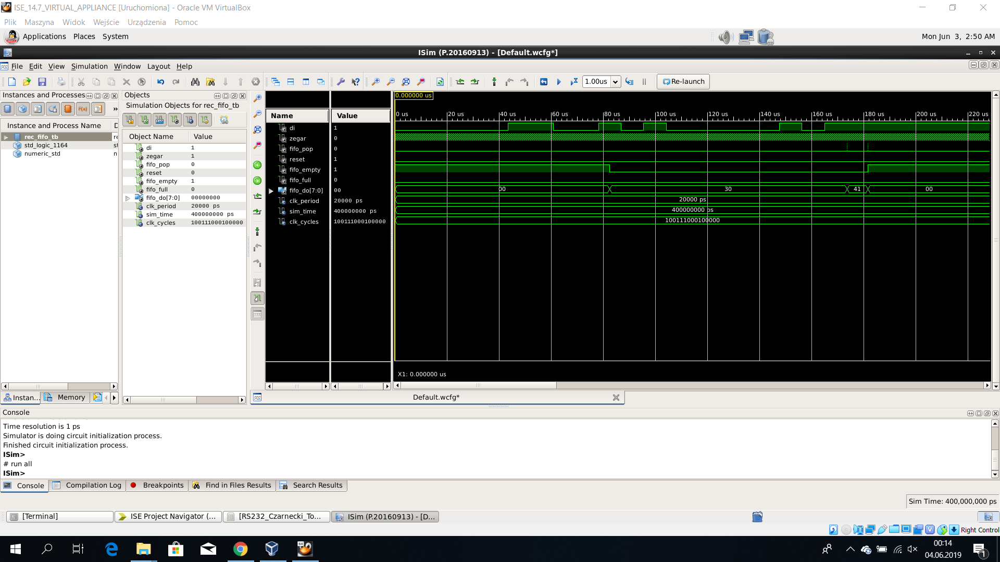 ISE_14.7_VIRTUAL_APPLIANCE [Uruchomiona] - Oracle VM VirtualBox
Plik Maszyna Widok Wejście Urządzenia Pomoc
Applications Places System
Mon Jun 3, 2:50 AM
ISim (P.20160913) - [Default.wcfg*]
File Edit View Simulation Window Layout Help
1.00us
Re-launch
Instances and Processes
Instance and Process Name
rec_fifo_tb
std_logic_1164
numeric_std
Instan...
Memory
Objects
Simulation Objects for rec_fifo_tb
Object Name Value
di 1
zegar 1
fifo_pop 0
reset 0
fifo_empty 1
fifo_full 0
fifo_do[7:0] 00000000
clk_period 20000 ps
sim_time 400000000 ps
clk_cycles 100111000100000
Name Value
di 1
zegar 0
fifo_pop 0
reset 1
fifo_empty 1
fifo_full 0
fifo_do[7:0] 00
clk_period 20000 ps
sim_time 400000000 ps
clk_cycles 100111000100000
0.000000 us
0 us 20 us 40 us 60 us 80 us 100 us 120 us 140 us 160 us 180 us 200 us 220 us
00 30 41 00
20000 ps
400000000 ps
100111000100000
X1: 0.000000 us
Default.wcfg*
Console
Time resolution is 1 ps
Simulator is doing circuit initialization process.
Finished circuit initialization process.
ISim>
# run all
ISim>
Console Compilation Log Breakpoints Find in Files Results Search Results
Sim Time: 400,000,000 ps
[Terminal]
ISE Project Navigator (...
[RS232_Czarnecki_To...
ISim (P.20160913) - [D...
Right Control
00:14
04.06.2019
1